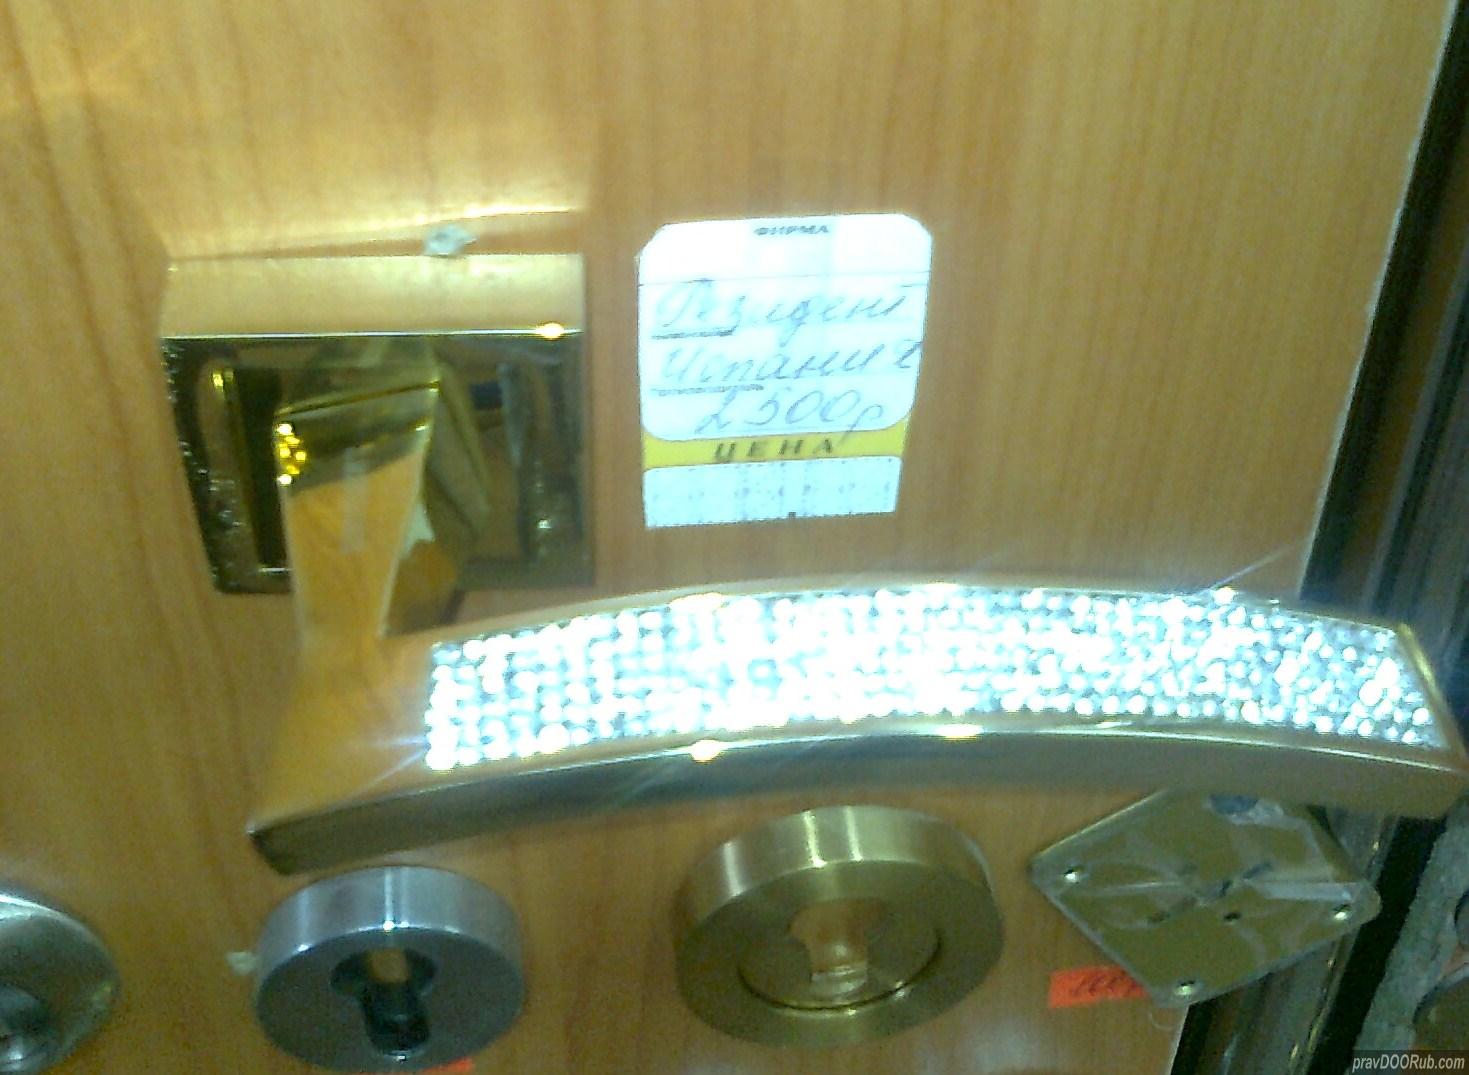 ФИРМА
Резидент
Испания
2500р
ЦЕНА
pravDOORub.com